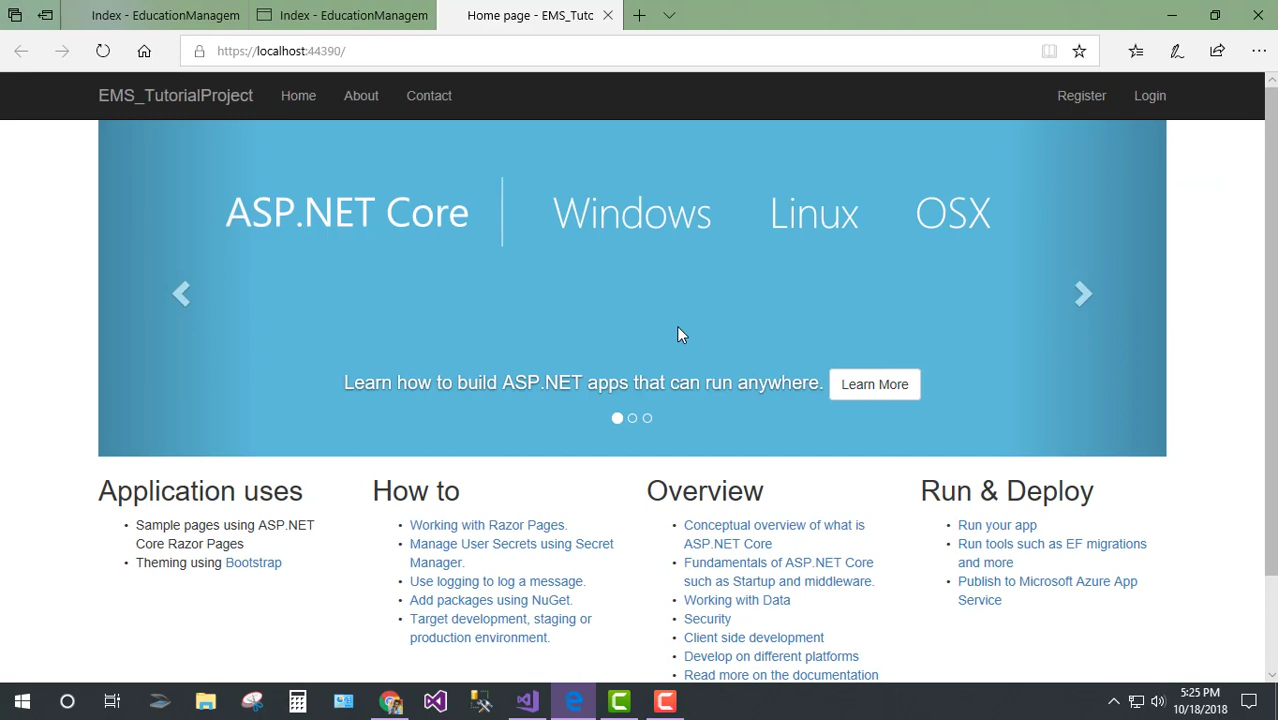 Index - EducationManagem
Index - EducationManagem
Home page - EMS_Tuto
https://localhost:44390/
EMS_TutorialProject
Home
About
Contact
Register
Login
ASP.NET Core
Windows
Linux
OSX
Learn how to build ASP.NET apps that can run anywhere.
Learn More
Application uses
Sample pages using ASP.NET
Core Razor Pages
Theming using Bootstrap
How to
Working with Razor Pages.
Manage User Secrets using Secret
Manager.
Use logging to log a message.
Add packages using NuGet.
Target development, staging or
production environment.
Overview
Conceptual overview of what is
ASP.NET Core
Fundamentals of ASP.NET Core
such as Startup and middleware.
Working with Data
Security
Client side development
Develop on different platforms
Read more on the documentation
Run & Deploy
Run your app
Run tools such as EF migrations
and more
Publish to Microsoft Azure App
Service
5:25 PM
10/18/2018